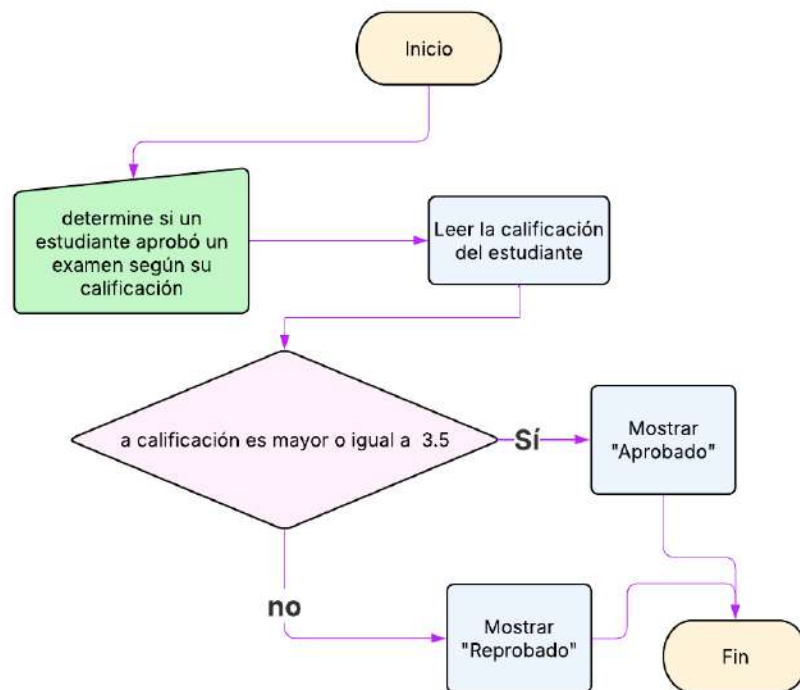 Inicio
determine si un
estudiante aprobó un
examen según su
calificación
Leer la calificación
del estudiante
a calificación es mayor o igual a 3.5
Sí
Mostrar
"Aprobado"
no
Mostrar
"Reprobado"
Fin